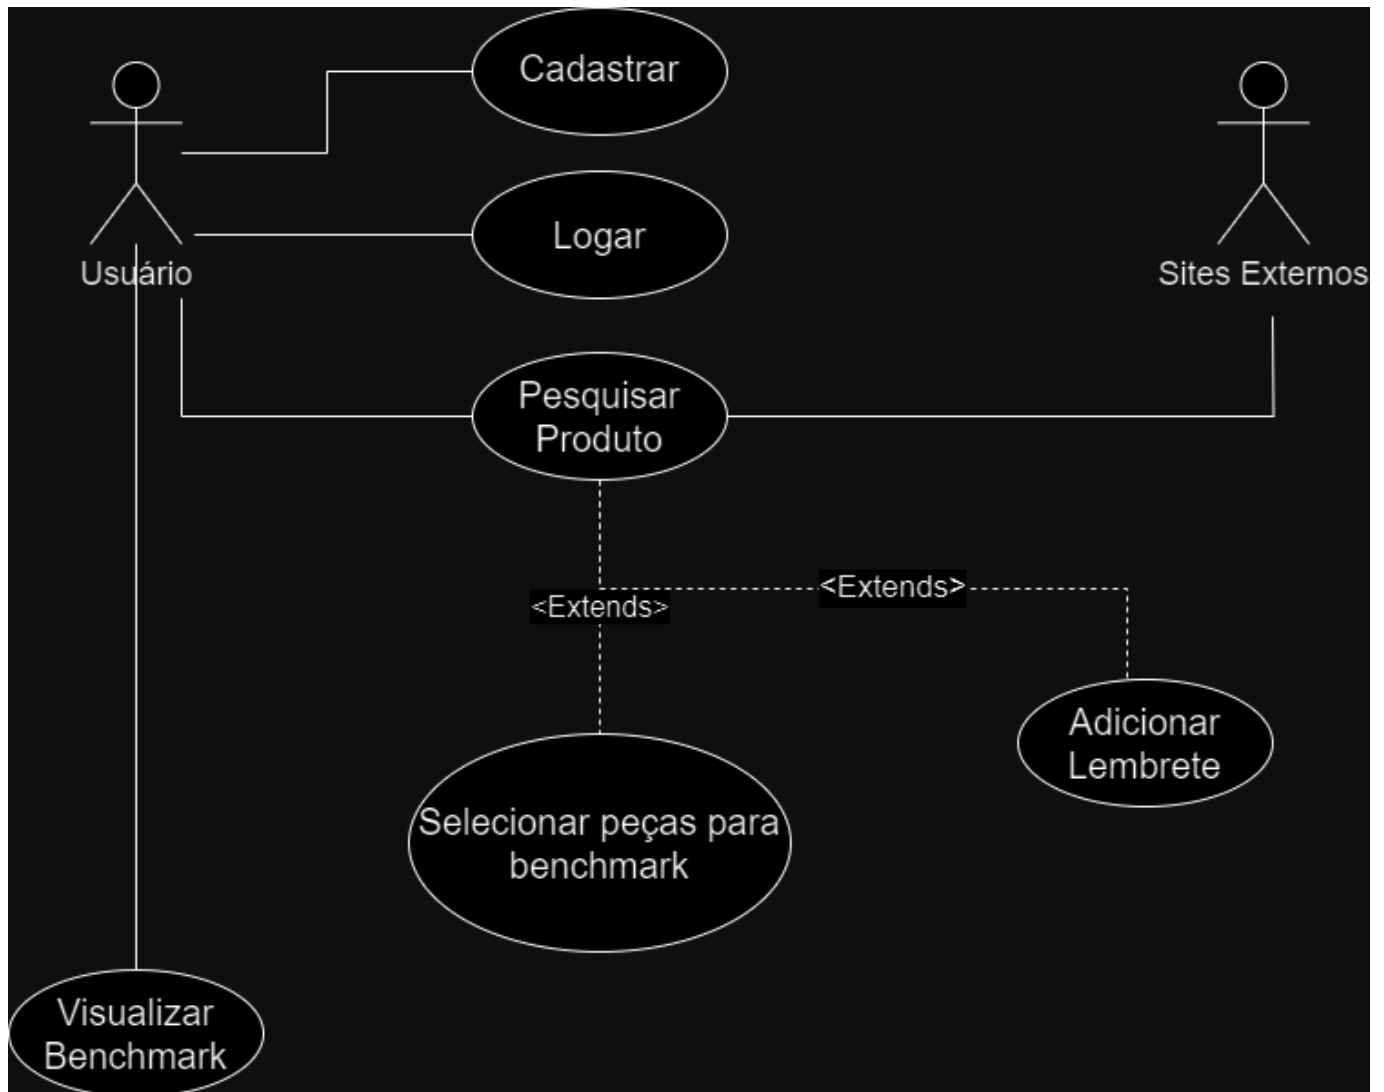 Cadastrar
Logar
Usuário
Sites Externos
Pesquisar
Produto
<Extends>
<Extends>
Adicionar
Lembrete
Selecionar peças para
benchmark
Visualizar
Benchmark